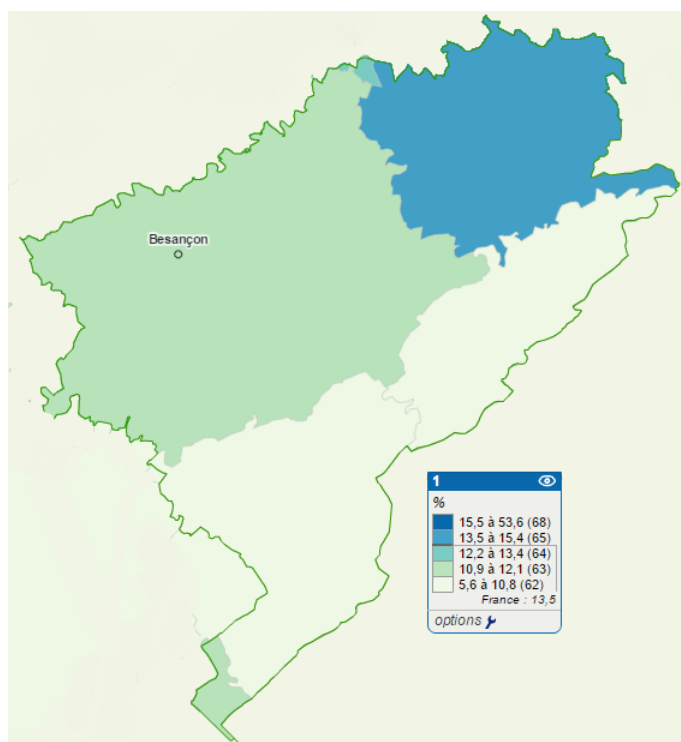 Besançon
1
%
15,5 à 53,6 (68)
13,5 à 15,4 (65)
12,2 à 13,4 (64)
10,9 à 12,1 (63)
5,6 à 10,8 (62)
France : 13,5
options